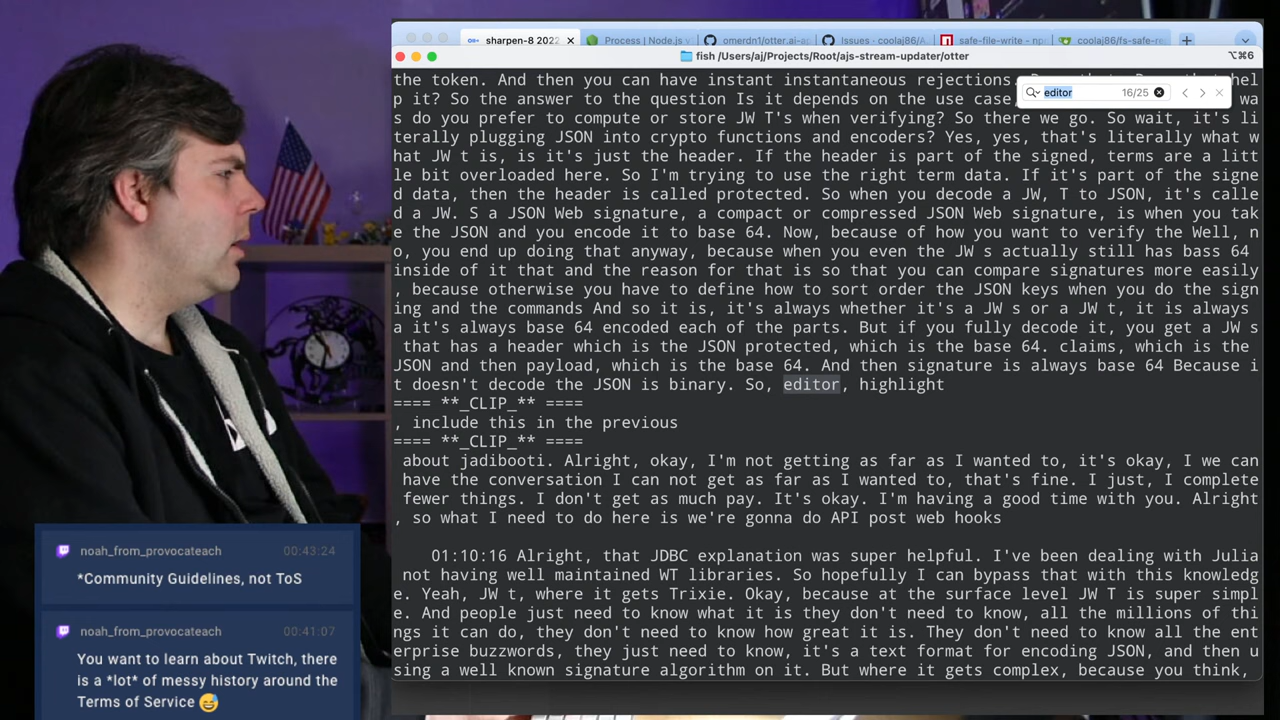 sharpen-8 2022
Process | Node.js v
omerdn1/otter.ai-ap
Issues · coolaj86/A
safe-file-write - npm
coolaj86/fs-safe-re
fish /Users/aj/Projects/Root/ajs-stream-updater/otter
⌥⌘6
editor
16/25
the token. And then you can have instant instantaneous rejections. hel
p it? So the answer to the question Is it depends on the use case, wa
s do you prefer to compute or store JW T's when verifying? So there we go. So wait, it's li
terally plugging JSON into crypto functions and encoders? Yes, yes, that's literally what w
hat JW t is, is it's just the header. If the header is part of the signed, terms are a litt
le bit overloaded here. So I'm trying to use the right term data. If it's part of the signe
d data, then the header is called protected. So when you decode a JW, T to JSON, it's calle
d a JW. S a JSON Web signature, a compact or compressed JSON Web signature, is when you tak
e the JSON and you encode it to base 64. Now, because of how you want to verify the Well, n
o, you end up doing that anyway, because when you even the JW s actually still has bass 64
inside of it that and the reason for that is so that you can compare signatures more easily
, because otherwise you have to define how to sort order the JSON keys when you do the sign
ing and the commands And so it is, it's always whether it's a JW s or a JW t, it is always
a it's always base 64 encoded each of the parts. But if you fully decode it, you get a JW s
that has a header which is the JSON protected, which is the base 64. claims, which is the
JSON and then payload, which is the base 64. And then signature is always base 64 Because i
t doesn't decode the JSON is binary. So, editor, highlight
==== **_CLIP_** ====
, include this in the previous
==== **_CLIP_** ====
about jadibooti. Alright, okay, I'm not getting as far as I wanted to, it's okay, I we can
have the conversation I can not get as far as I wanted to, that's fine. I just, I complete
fewer things. I don't get as much pay. It's okay. I'm having a good time with you. Alright
, so what I need to do here is we're gonna do API post web hooks
01:10:16 Alright, that JDBC explanation was super helpful. I've been dealing with Julia
not having well maintained WT libraries. So hopefully I can bypass that with this knowledg
e. Yeah, JW t, where it gets Trixie. Okay, because at the surface level JW T is super simpl
e. And people just need to know what it is they don't need to know, all the millions of thi
ngs it can do, they don't need to know how great it is. They don't need to know all the ent
erprise buzzwords, they just need to know, it's a text format for encoding JSON, and then u
sing a well known signature algorithm on it. But where it gets complex, because you think,
noah_from_provocateach 00:43:24
*Community Guidelines, not ToS
noah_from_provocateach 00:41:07
You want to learn about Twitch, there
is a *lot* of messy history around the
Terms of Service 😅